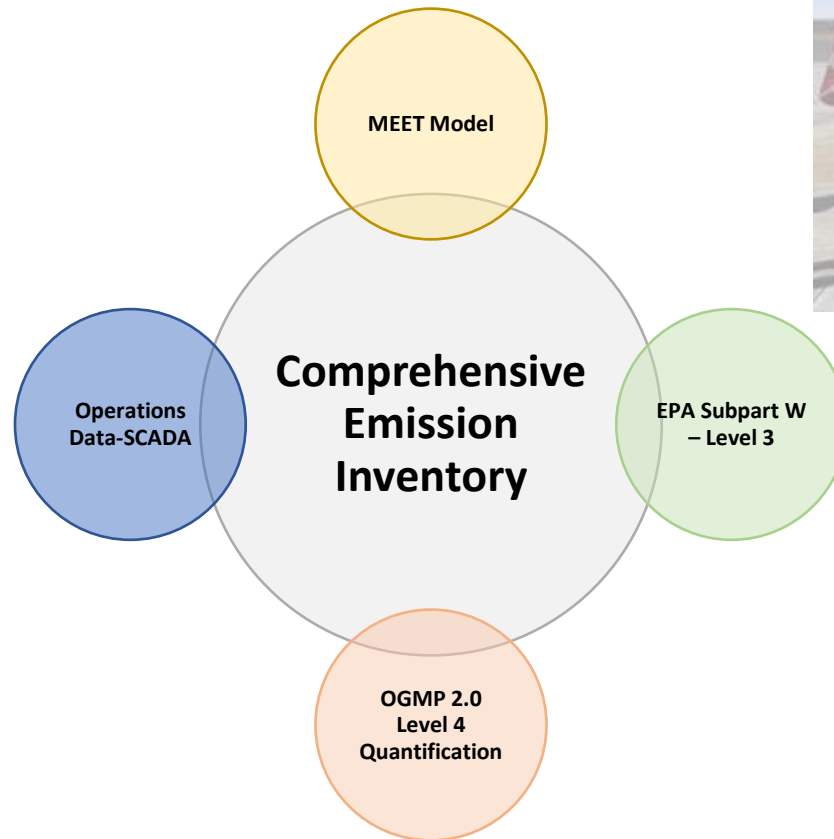 MEET Model
Comprehensive
Emission
Inventory
Operations
Data-SCADA
EPA Subpart W
– Level 3
OGMP 2.0
Level 4
Quantification